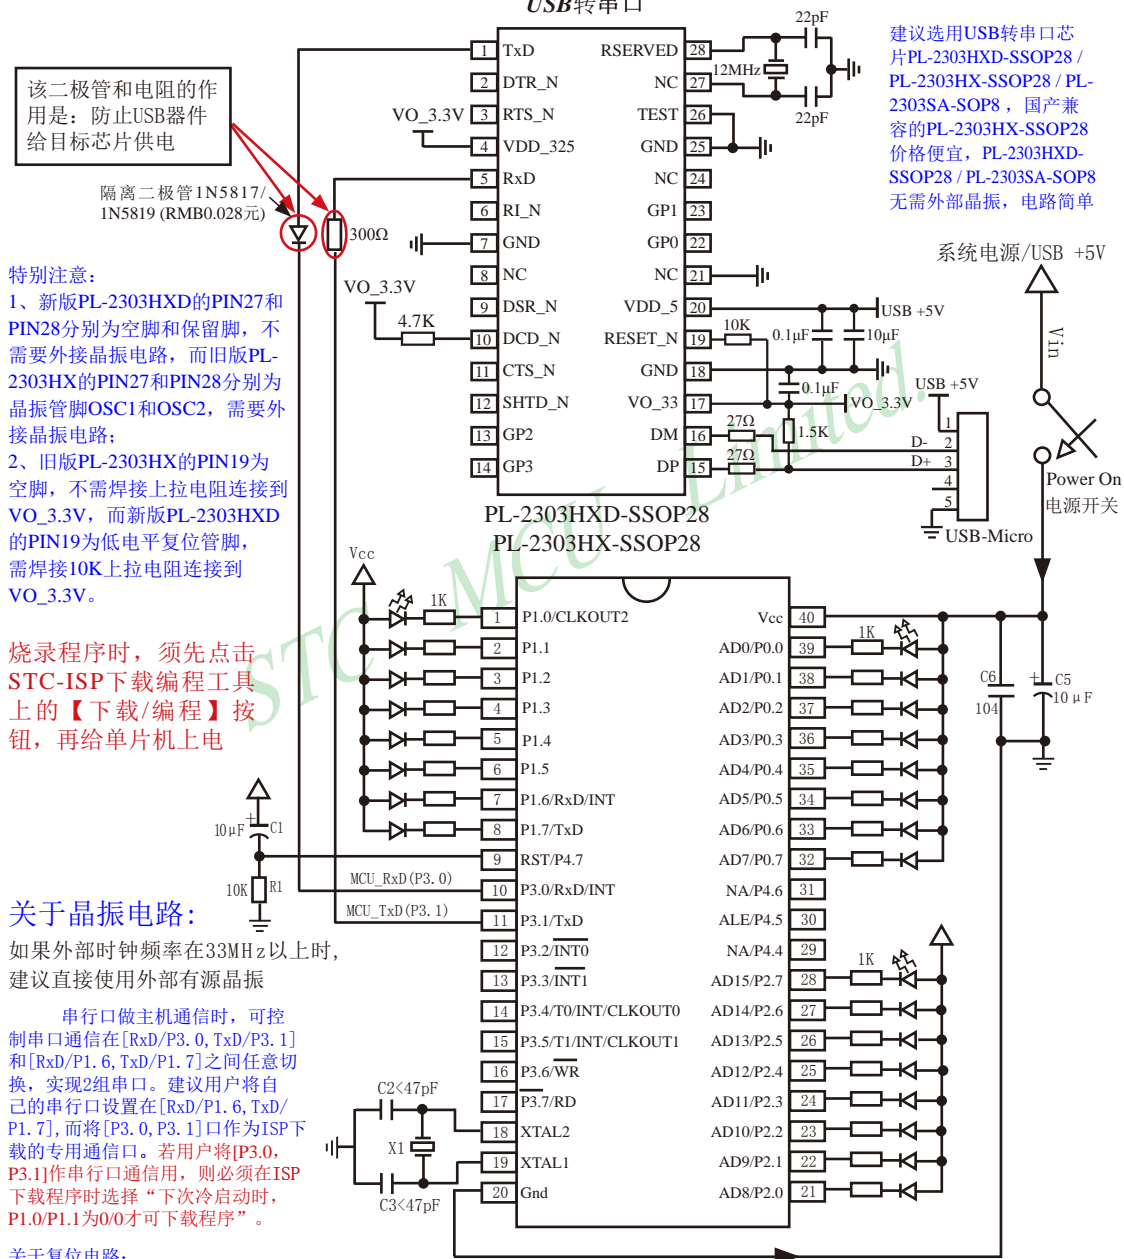 USB转串口
该二极管和电阻的作
用是：防止USB器件
给目标芯片供电
隔离二极管1N5817/
1N5819 (RMB0.028元)
300Ω
VO_3.3V
VO_3.3V
4.7K
1 TxD
2 DTR_N
3 RTS_N
4 VDD_325
5 RxD
6 RI_N
7 GND
8 NC
9 DSR_N
10 DCD_N
11 CTS_N
12 SHTD_N
13 GP2
14 GP3
RSERVED 28
NC 27
TEST 26
GND 25
NC 24
GP1 23
GP0 22
NC 21
VDD_5 20
RESET_N 19
GND 18
VO_33 17
DM 16
DP 15
PL-2303HXD-SSOP28
PL-2303HX-SSOP28
22pF
12MHz
22pF
USB +5V
10K
0.1μF
10μF
0.1μF
VO_3.3V
27Ω
1.5K
27Ω
USB +5V
D-
D+
1
2
3
4
5
USB-Micro
建议选用USB转串口芯
片PL-2303HXD-SSOP28 /
PL-2303HX-SSOP28 / PL-
2303SA-SOP8 ，国产兼
容的PL-2303HX-SSOP28
价格便宜，PL-2303HXD-
SSOP28 / PL-2303SA-SOP8
无需外部晶振，电路简单
系统电源/USB +5V
Vin
Power On
电源开关
特别注意：
1、新版PL-2303HXD的PIN27和
PIN28分别为空脚和保留脚，不
需要外接晶振电路，而旧版PL-
2303HX的PIN27和PIN28分别为
晶振管脚OSC1和OSC2，需要外
接晶振电路；
2、旧版PL-2303HX的PIN19为
空脚，不需焊接上拉电阻连接到
VO_3.3V，而新版PL-2303HXD
的PIN19为低电平复位管脚，
需焊接10K上拉电阻连接到
VO_3.3V。
烧录程序时，须先点击
STC-ISP下载编程工具
上的【下载/编程】按
钮，再给单片机上电
STC MCU Limited.
Vcc
1K
10μF
C1
10K
R1
MCU_RxD(P3.0)
MCU_TxD(P3.1)
1 P1.0/CLKOUT2
2 P1.1
3 P1.2
4 P1.3
5 P1.4
6 P1.5
7 P1.6/RxD/INT
8 P1.7/TxD
9 RST/P4.7
10 P3.0/RxD/INT
11 P3.1/TxD
12 P3.2/INT0
13 P3.3/INT1
14 P3.4/T0/INT/CLKOUT0
15 P3.5/T1/INT/CLKOUT1
16 P3.6/WR
17 P3.7/RD
18 XTAL2
19 XTAL1
20 Gnd
Vcc 40
AD0/P0.0 39
AD1/P0.1 38
AD2/P0.2 37
AD3/P0.3 36
AD4/P0.4 35
AD5/P0.5 34
AD6/P0.6 33
AD7/P0.7 32
NA/P4.6 31
ALE/P4.5 30
NA/P4.4 29
AD15/P2.7 28
AD14/P2.6 27
AD13/P2.5 26
AD12/P2.4 25
AD11/P2.3 24
AD10/P2.2 23
AD9/P2.1 22
AD8/P2.0 21
1K
C6
104
C5
10μF
1K
C2<47pF
X1
C3<47pF
关于晶振电路:
如果外部时钟频率在33MHz以上时,
建议直接使用外部有源晶振
串行口做主机通信时，可控
制串口通信在[RxD/P3.0,TxD/P3.1]
和[RxD/P1.6,TxD/P1.7]之间任意切
换，实现2组串口。建议用户将自
己的串行口设置在[RxD/P1.6,TxD/
P1.7],而将[P3.0,P3.1]口作为ISP下
载的专用通信口。若用户将[P3.0,
P3.1]作串行口通信用，则必须在ISP
下载程序时选择“下次冷启动时，
P1.0/P1.1为0/0才可下载程序”。
关于复位电路: